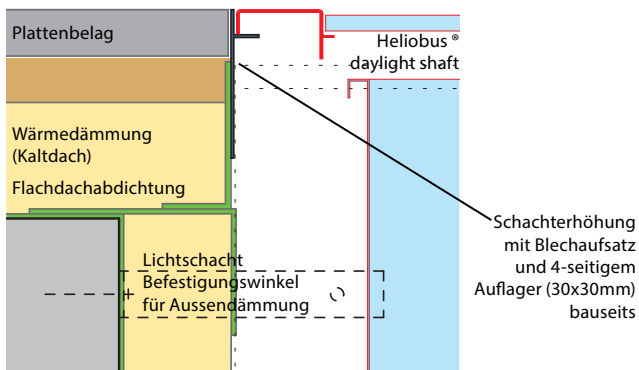 Plattenbelag
Heliobus ®
daylight shaft
Wärmedämmung
(Kaltdach)
Flachdachabdichtung
Schachterhöhung
mit Blechaufsatz
und 4-seitigem
Auflager (30x30mm)
bauseits
Lichtschacht
Befestigungswinkel
für Aussendämmung